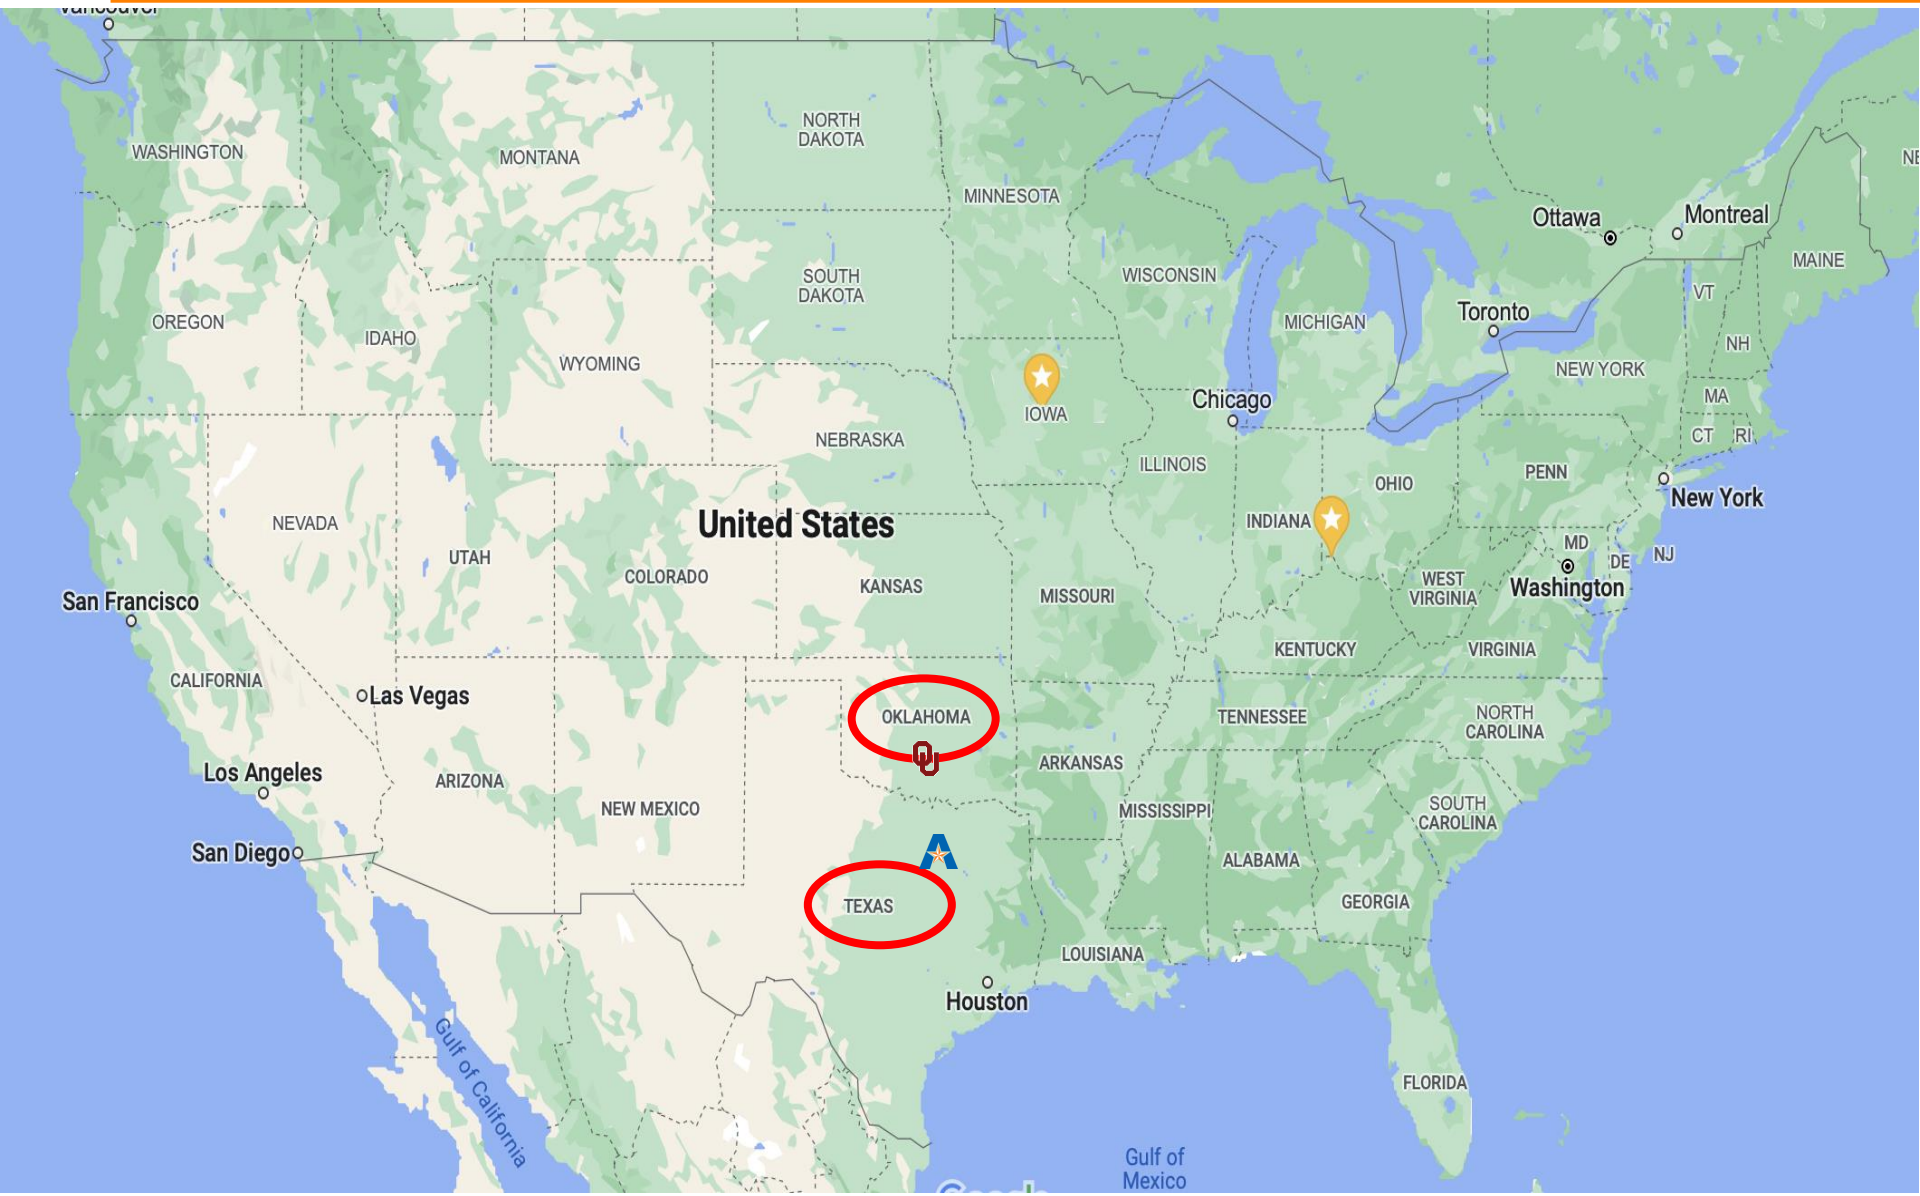 Vancouver
NORTH
DAKOTA
WASHINGTON
MONTANA
MINNESOTA
Ottawa
Montreal
MAINE
SOUTH
DAKOTA
WISCONSIN
VT
OREGON
IDAHO
MICHIGAN
Toronto
NH
WYOMING
NEW YORK
MA
IOWA
Chicago
NEBRASKA
CT
RI
ILLINOIS
OHIO
PENN
New York
United States
NEVADA
INDIANA
MD
NJ
DE
UTAH
COLORADO
KANSAS
MISSOURI
WEST
VIRGINIA
Washington
San Francisco
KENTUCKY
VIRGINIA
CALIFORNIA
Las Vegas
OKLAHOMA
OU
TENNESSEE
NORTH
CAROLINA
Los Angeles
ARIZONA
NEW MEXICO
ARKANSAS
MISSISSIPPI
SOUTH
CAROLINA
San Diego
A
ALABAMA
TEXAS
GEORGIA
LOUISIANA
Houston
Gulf of California
FLORIDA
Gulf of
Mexico
Google